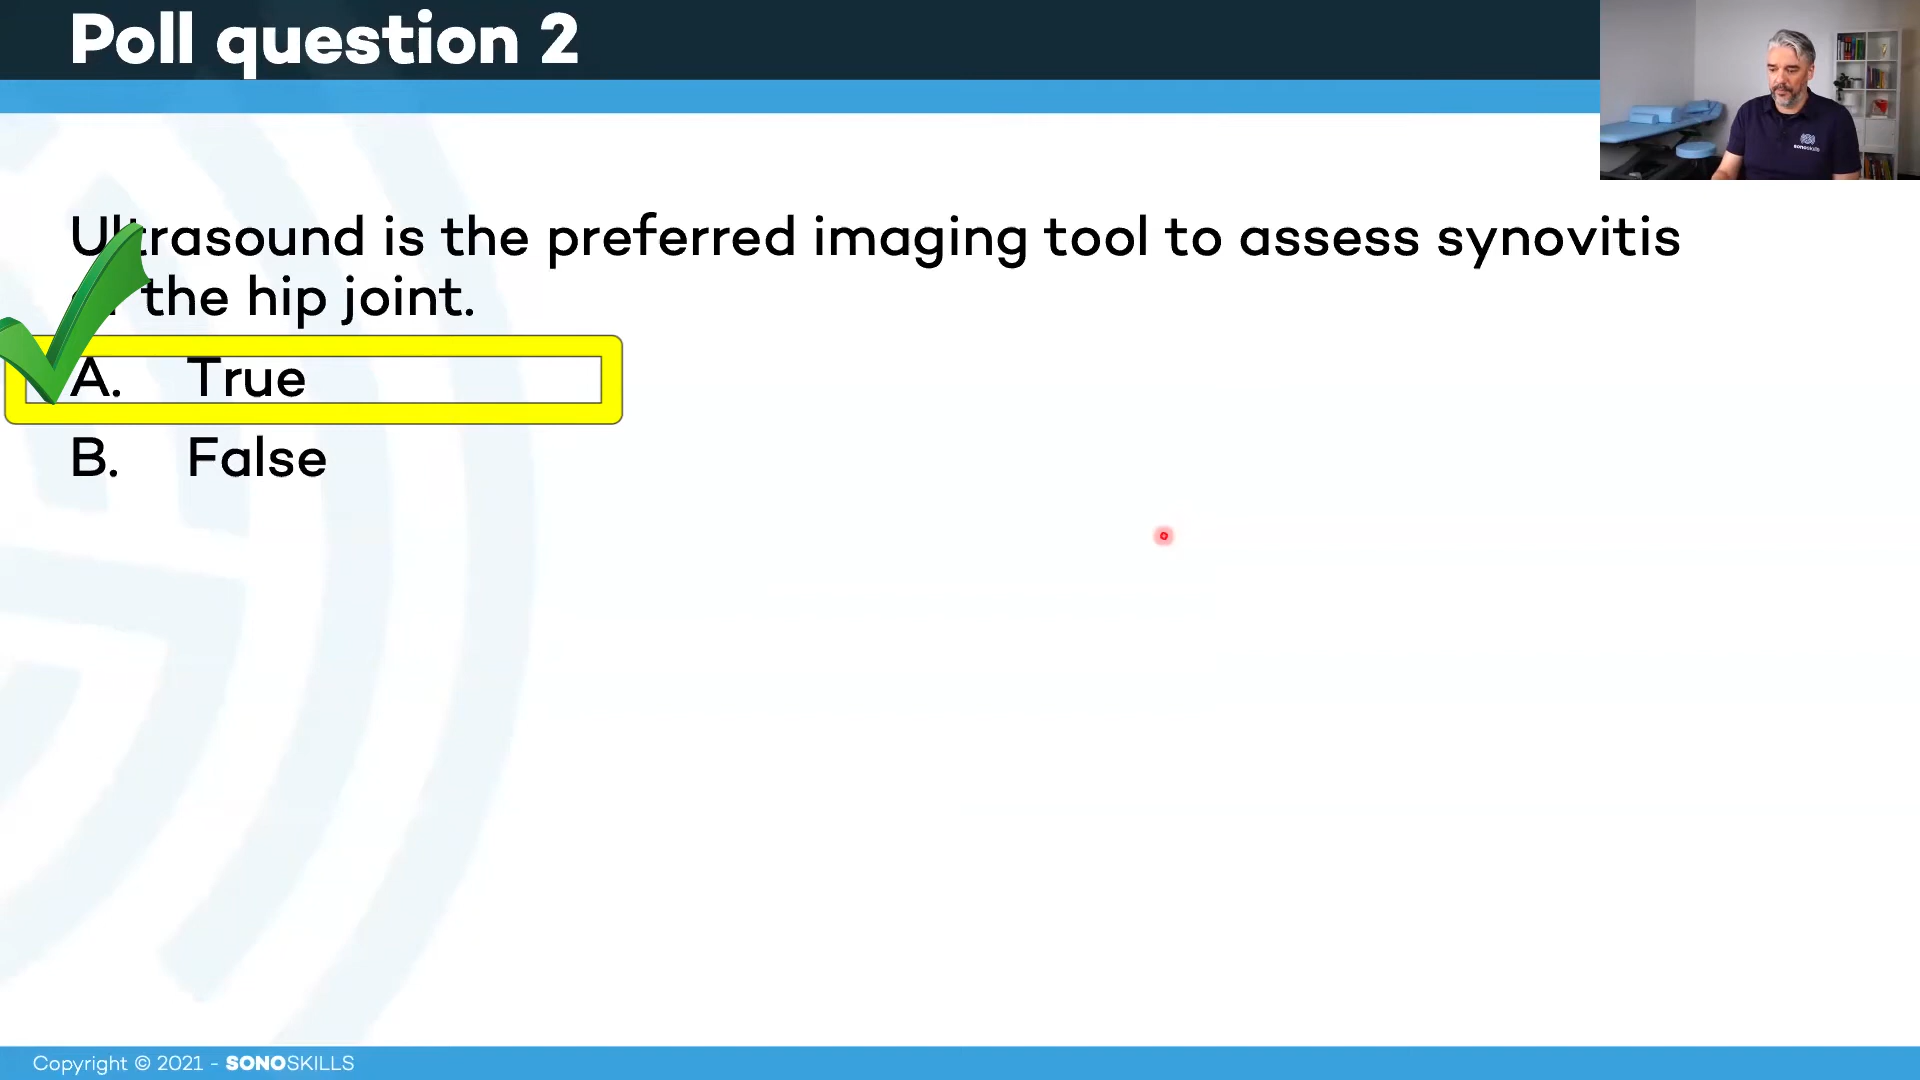 Poll question 2
Ultrasound is the preferred imaging tool to assess synovitis
the hip joint.
A. True
B. False
Copyright © 2021 - SONOSKILLS
sonoskills